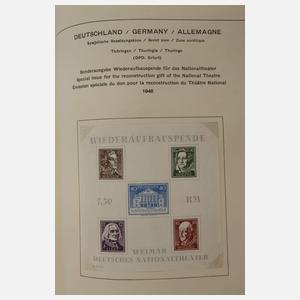 DEUTSCHLAND / GERMANY / ALLEMAGNE
Sowjetische Besatzungszone / Soviet zone / Zone soviétique
Thüringen / Thuringia / Thuringe
(OPD. Erfurt)
Sonderausgabe Wiederaufbauspende für das Nationaltheater
Special issue for the reconstruction gift of the National Theatre
Émission spéciale du don pour la reconstruction du Théâtre National
1946
WIEDERAUFBAUSPENDE
7.50 RM
WEIMAR
DEUTSCHES NATIONALTHEATER